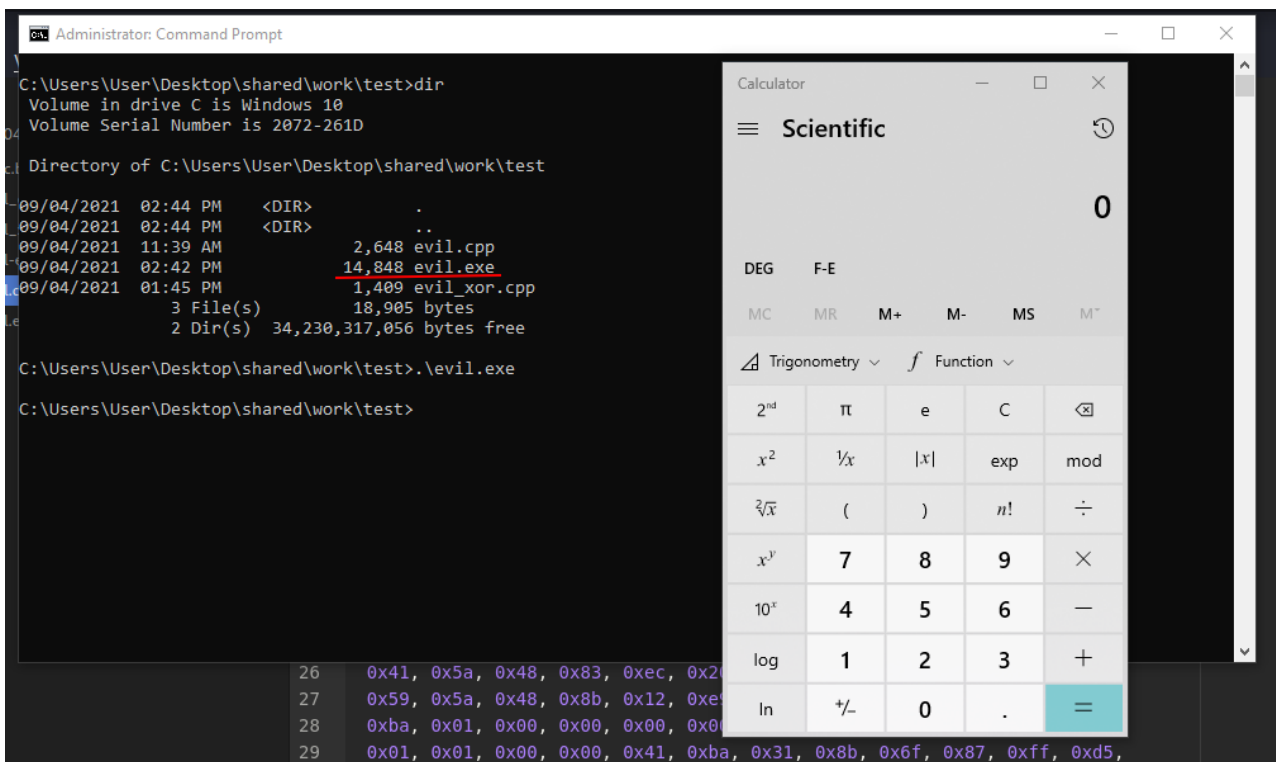 Administrator: Command Prompt
C:\Users\User\Desktop\shared\work\test>dir
Volume in drive C is Windows 10
Volume Serial Number is 2072-261D
Directory of C:\Users\User\Desktop\shared\work\test
09/04/2021 02:44 PM <DIR> .
09/04/2021 02:44 PM <DIR> ..
09/04/2021 11:39 AM 2,648 evil.cpp
09/04/2021 02:42 PM 14,848 evil.exe
09/04/2021 01:45 PM 1,409 evil_xor.cpp
3 File(s) 18,905 bytes
2 Dir(s) 34,230,317,056 bytes free
C:\Users\User\Desktop\shared\work\test>.\evil.exe
C:\Users\User\Desktop\shared\work\test>
Calculator
Scientific
0
DEG F-E
MC MR M+ M- MS M˅
Trigonometry f Function
2nd π e C
x² ¹/x |x| exp mod
²√x ( ) n! ÷
xʸ 7 8 9 ×
10ˣ 4 5 6 −
log 1 2 3 +
ln +/− 0 . =
26 0x41, 0x5a, 0x48, 0x83, 0xec,
27 0x59, 0x5a, 0x48, 0x8b, 0x12,
28 0xba, 0x01, 0x00, 0x00, 0x00,
29 0x01, 0x01, 0x00, 0x00, 0x41, 0xba, 0x31, 0x8b, 0x6f, 0x87, 0xff, 0xd5,